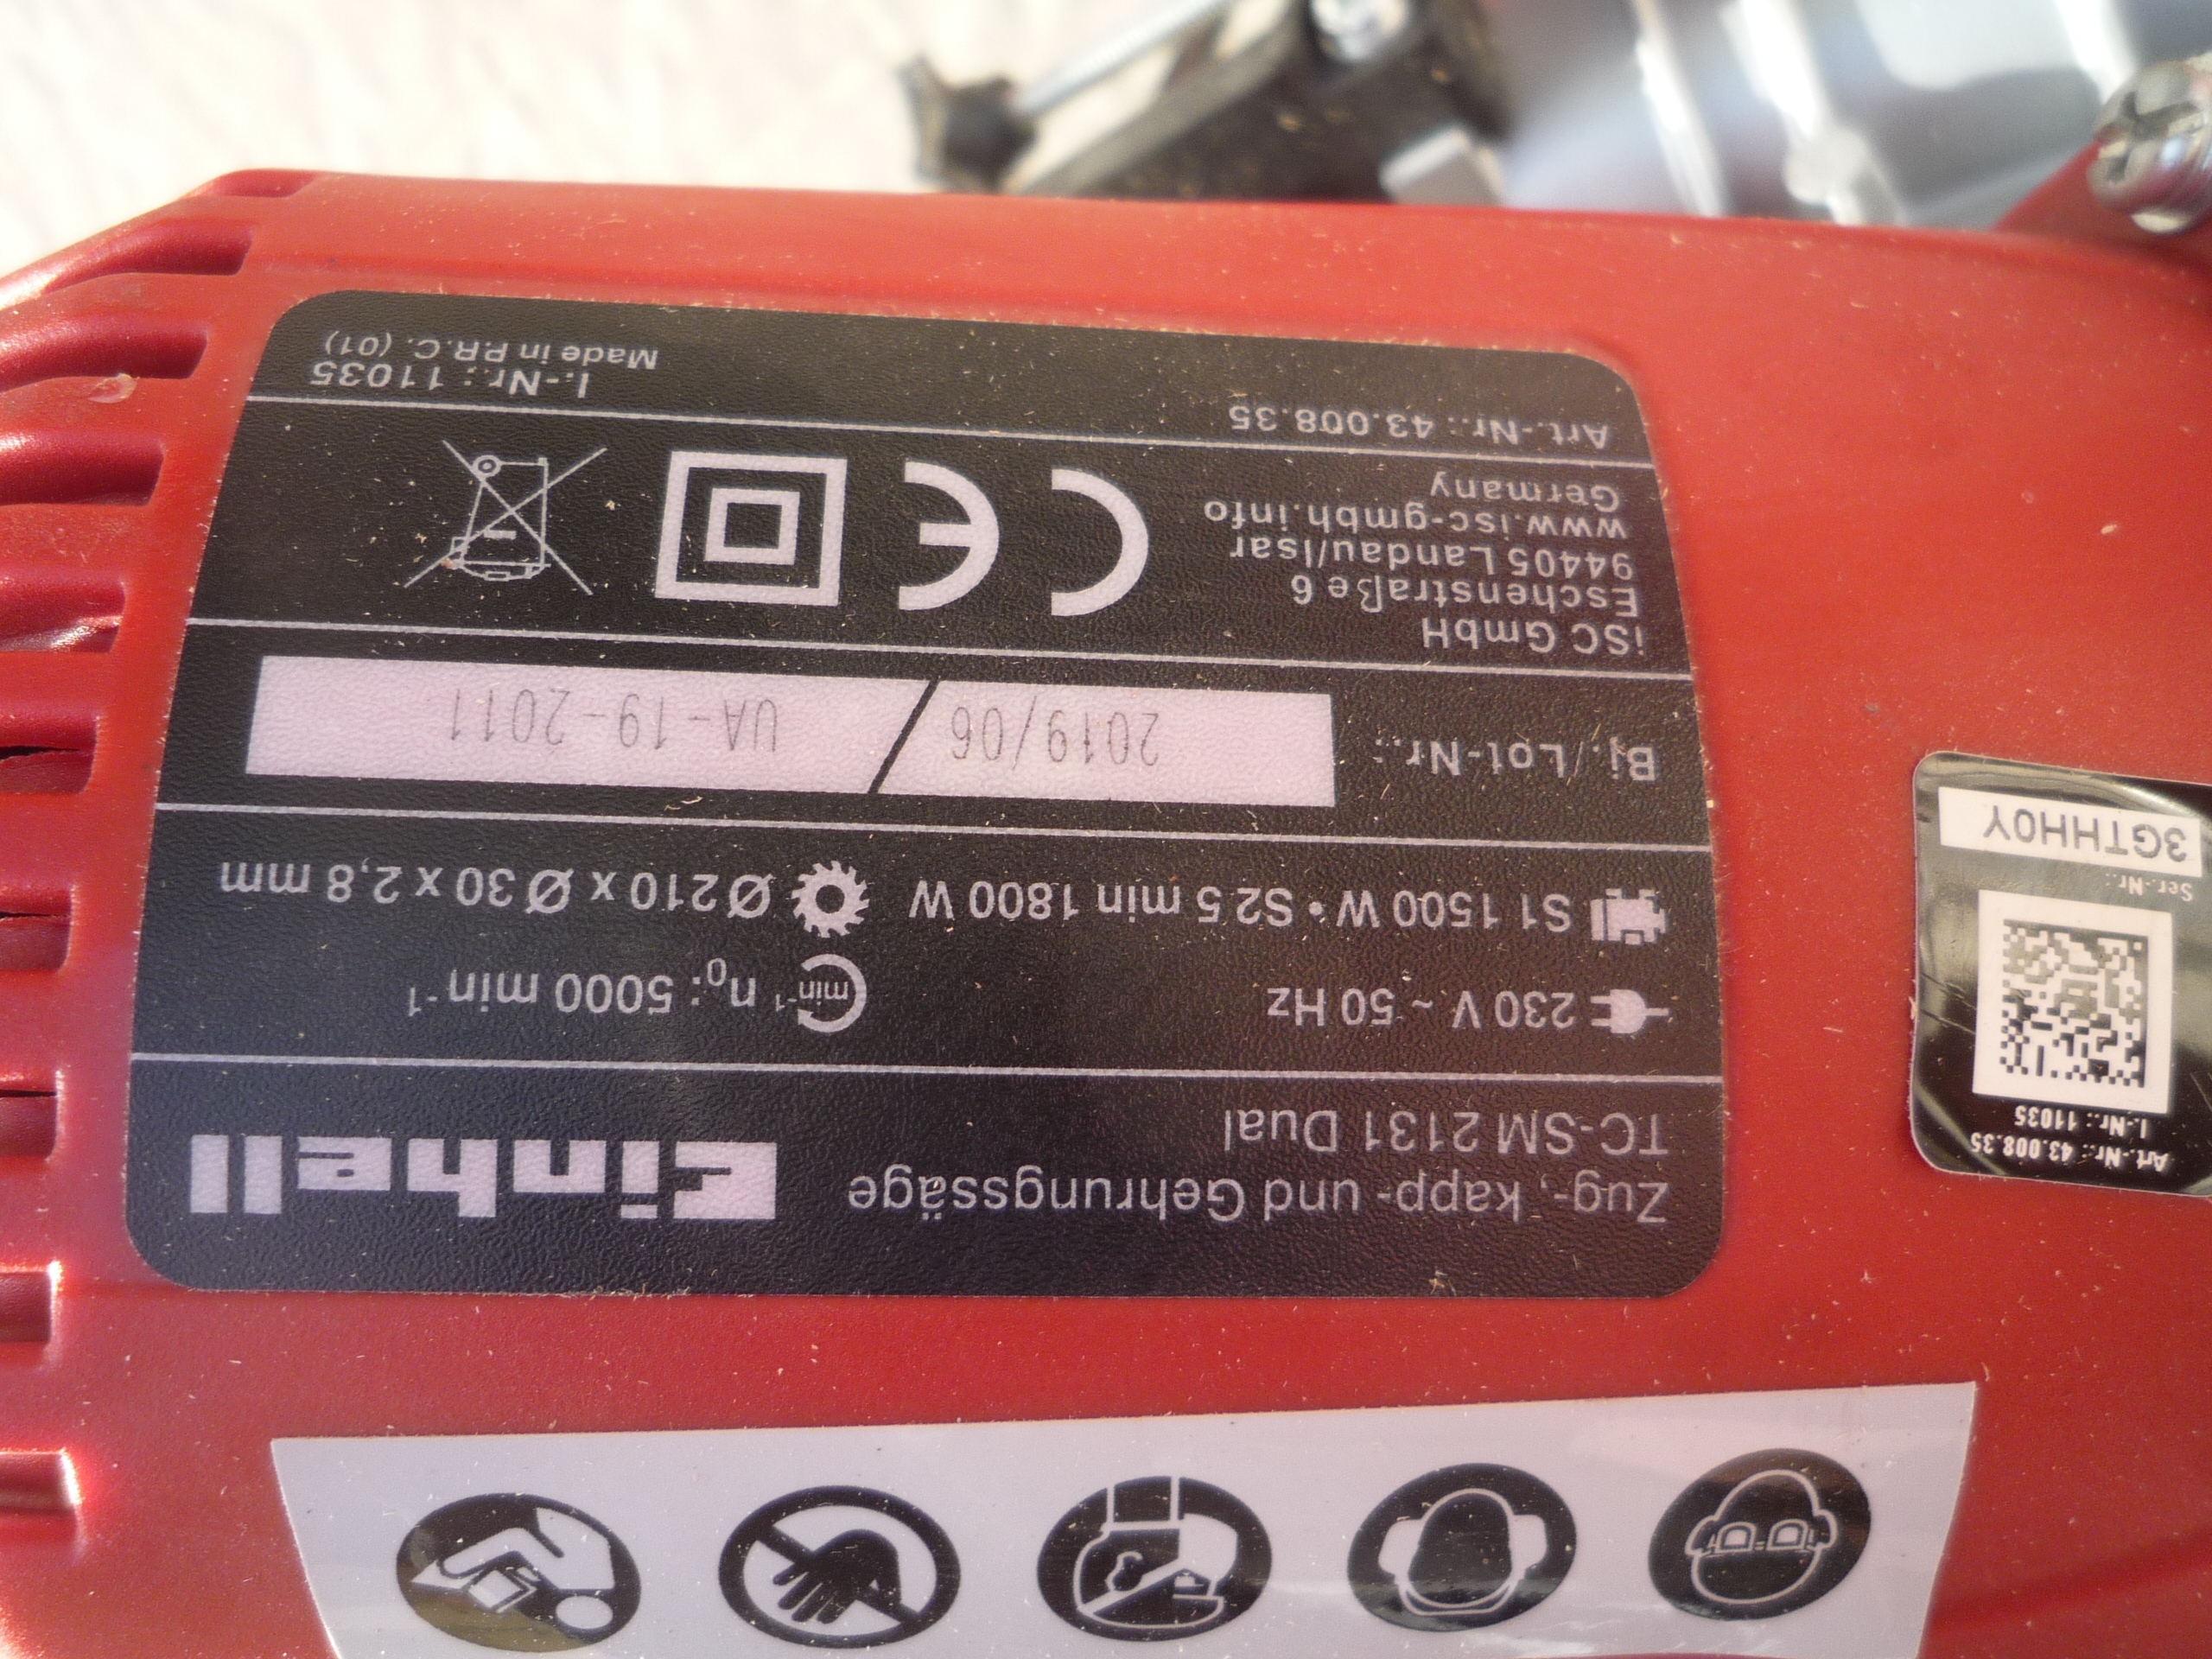 Zug-, kapp- und Gehrungssäge
TC-SM 2131 Dual
Einhell
230 V ~ 50 Hz
min⁻¹ n₀: 5000 min⁻¹
S1 1500 W • S2 5 min 1800 W
Ø210 x Ø 30 x 2,8 mm
Bj./Lot-Nr.:
2019/06 / UA-19-2011
iSC GmbH
Eschenstraße 6
94405 Landau/Isar
www.isc-gmbh.info
Germany
CE
Art.-Nr.: 43.008.35
I.-Nr.: 11035
Made in P.R.C. (01)
Art.-Nr.: 43.008.35
I.-Nr.: 11035
Ser.-Nr.:
3GTHH0Y